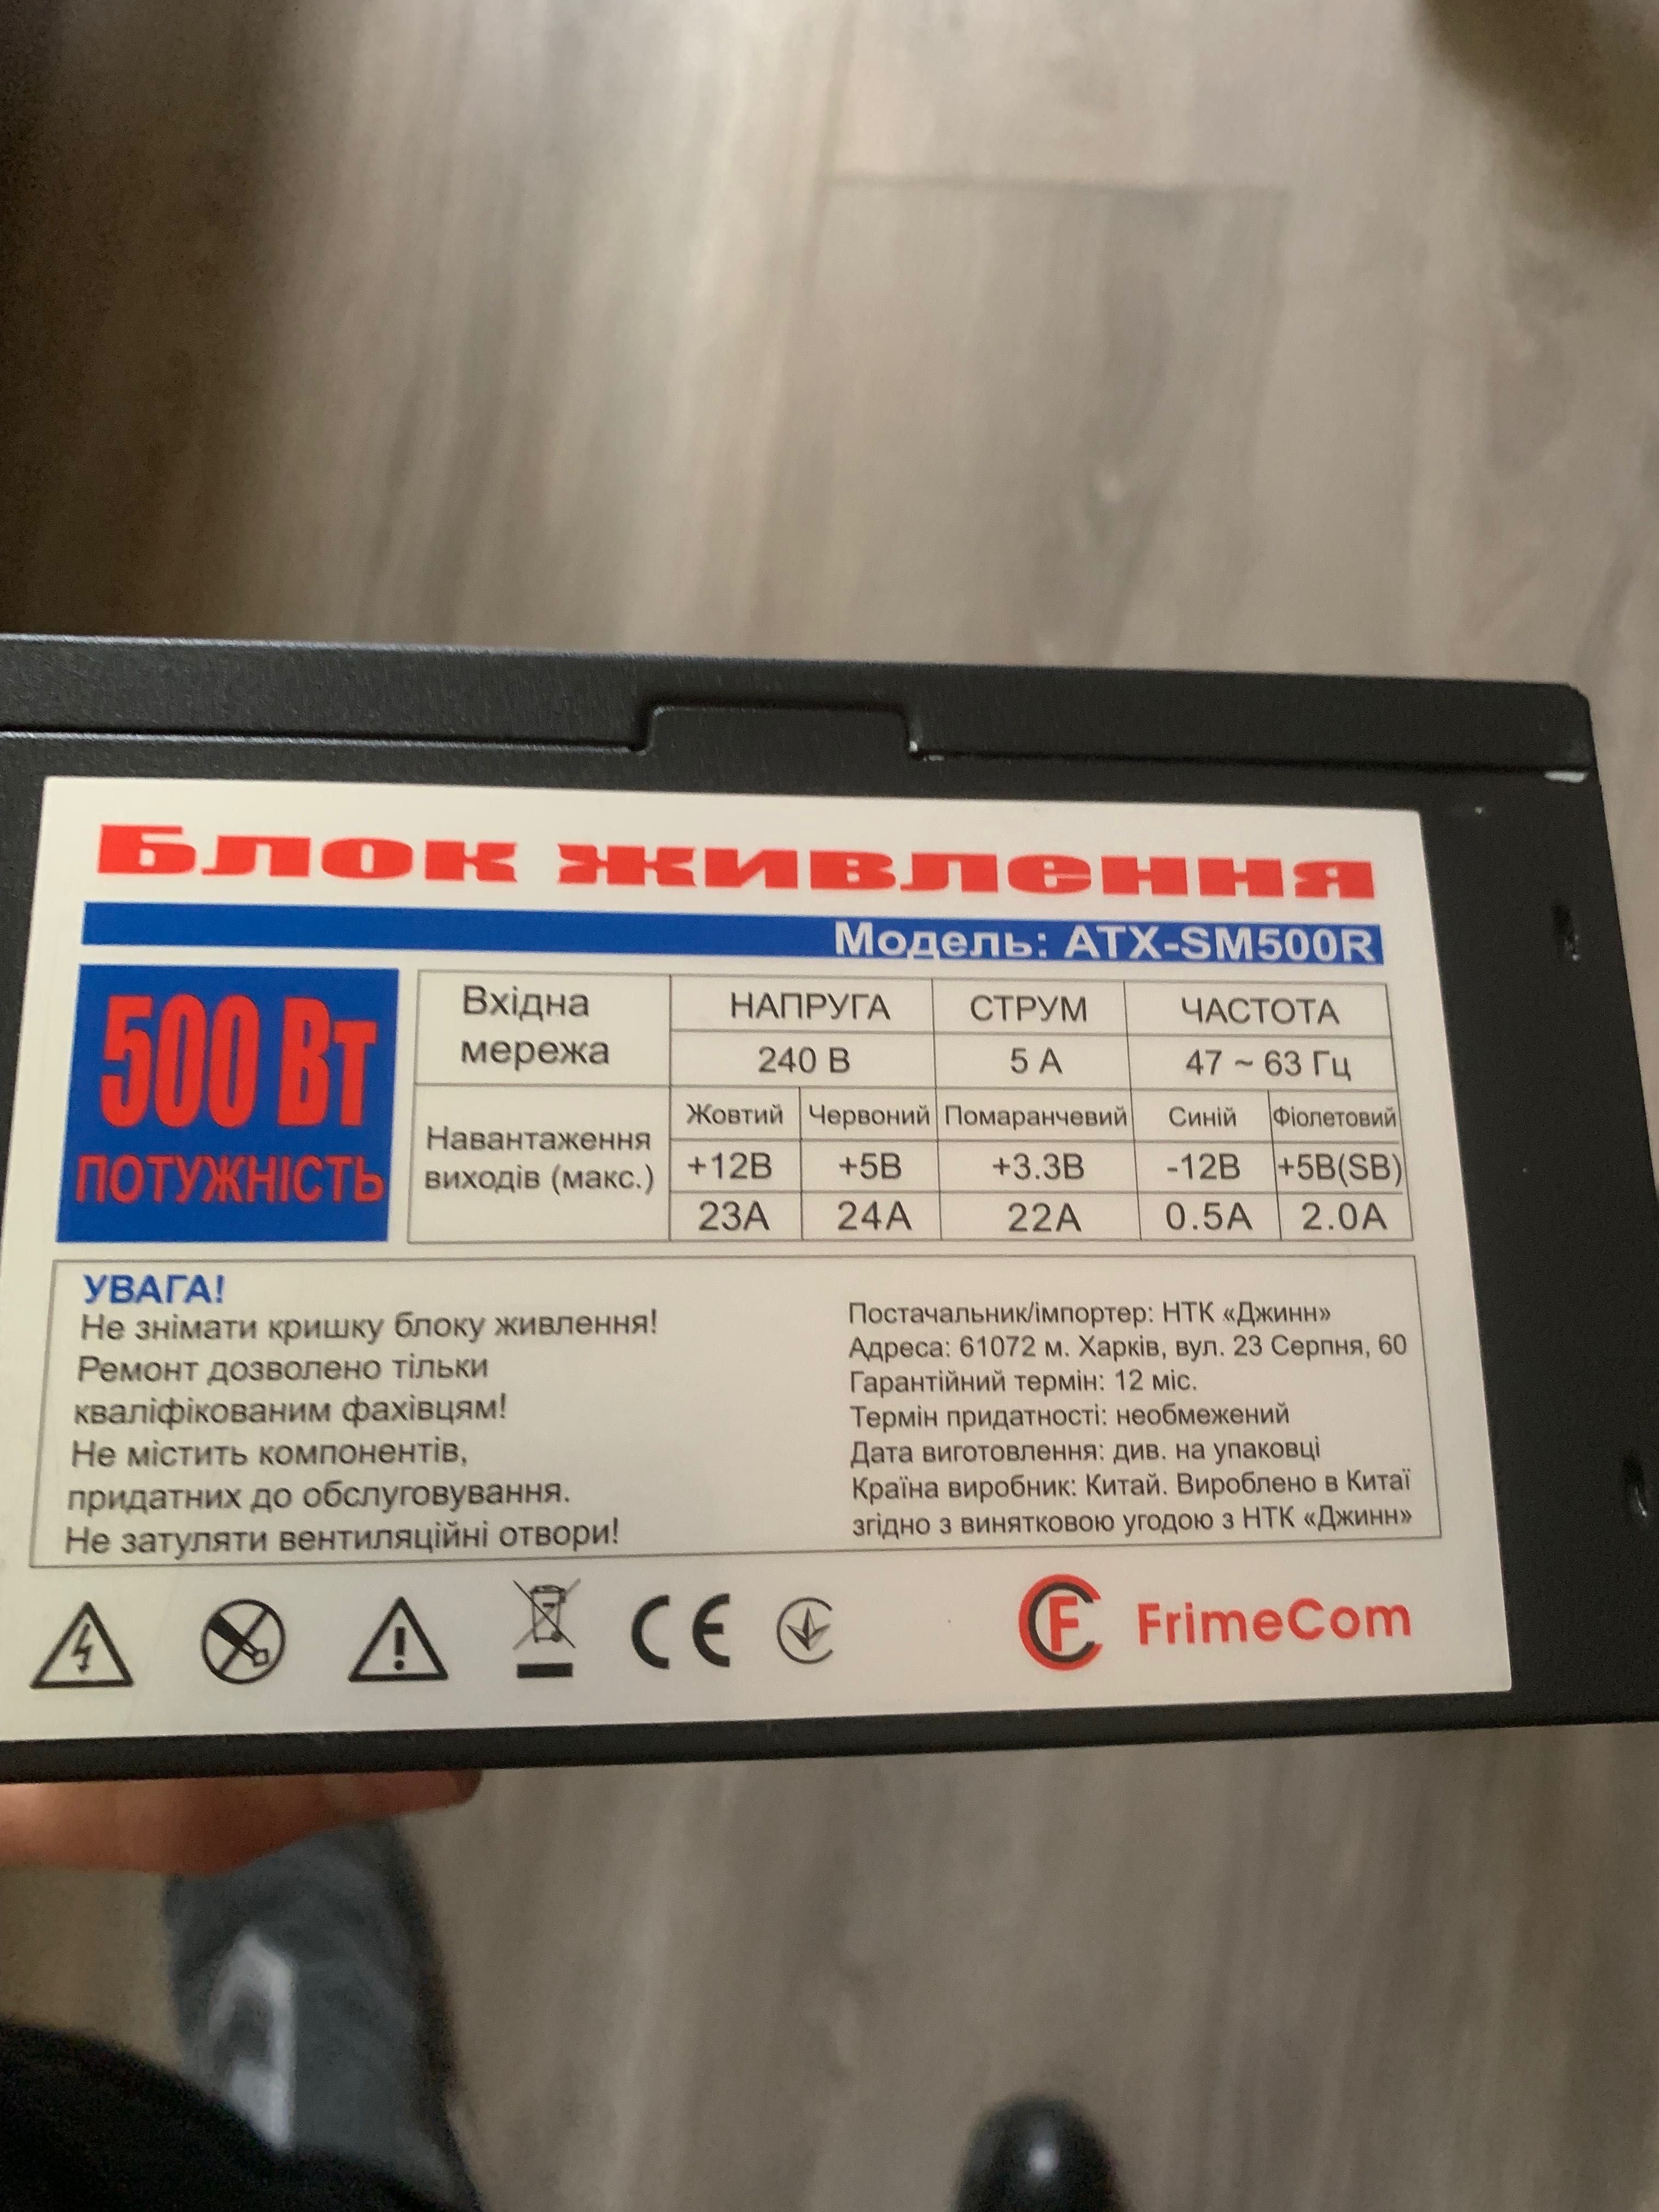 Блок живлення
Модель: ATX-SM500R
500 Вт
ПОТУЖНІСТЬ
Вхідна мережа
НАПРУГА СТРУМ ЧАСТОТА
240 В 5 А 47 ~ 63 Гц
Навантаження виходів (макс.)
Жовтий Червоний Помаранчевий Синій Фіолетовий
+12В +5В +3.3В -12В +5В(SB)
23А 24А 22А 0.5А 2.0А
УВАГА!
Не знімати кришку блоку живлення!
Ремонт дозволено тільки
кваліфікованим фахівцям!
Не містить компонентів,
придатних до обслуговування.
Не затуляти вентиляційні отвори!
Постачальник/імпортер: НТК «Джинн»
Адреса: 61072 м. Харків, вул. 23 Серпня, 60
Гарантійний термін: 12 міс.
Термін придатності: необмежений
Дата виготовлення: див. на упаковці
Країна виробник: Китай. Вироблено в Китаї
згідно з винятковою угодою з НТК «Джинн»
CE
FrimeCom